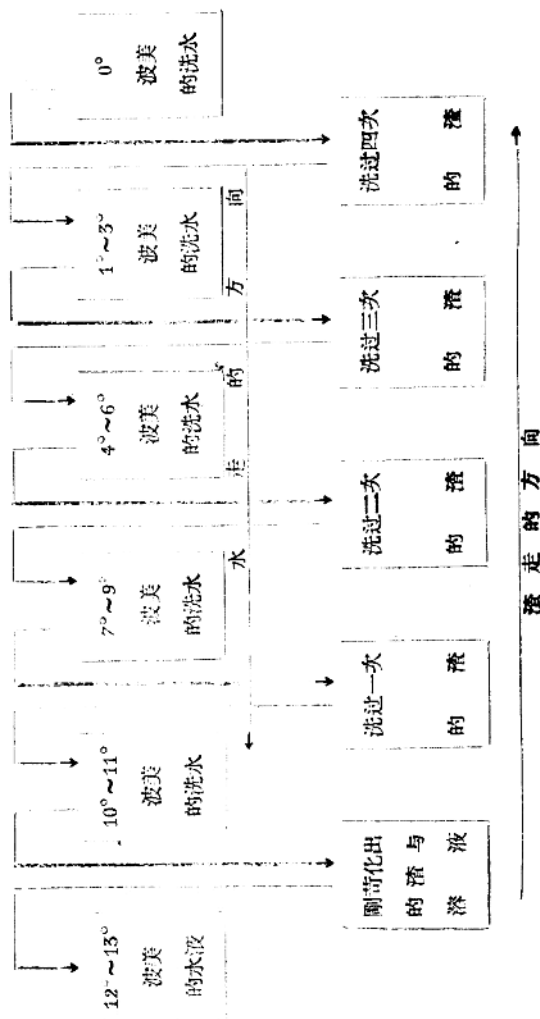 12°~13°
波美
的水液
10°~11°
波美
的洗水
7°~9°
波美
的洗水
4°~6°
波美
的洗水
1°~3°
波美
的洗水
0°
波美
的洗水
水走的方向
剛苛化出
的渣与
溶液
洗过一次
的渣
洗过二次
的渣
洗过三次
的渣
洗过四次
的渣
渣走的方向